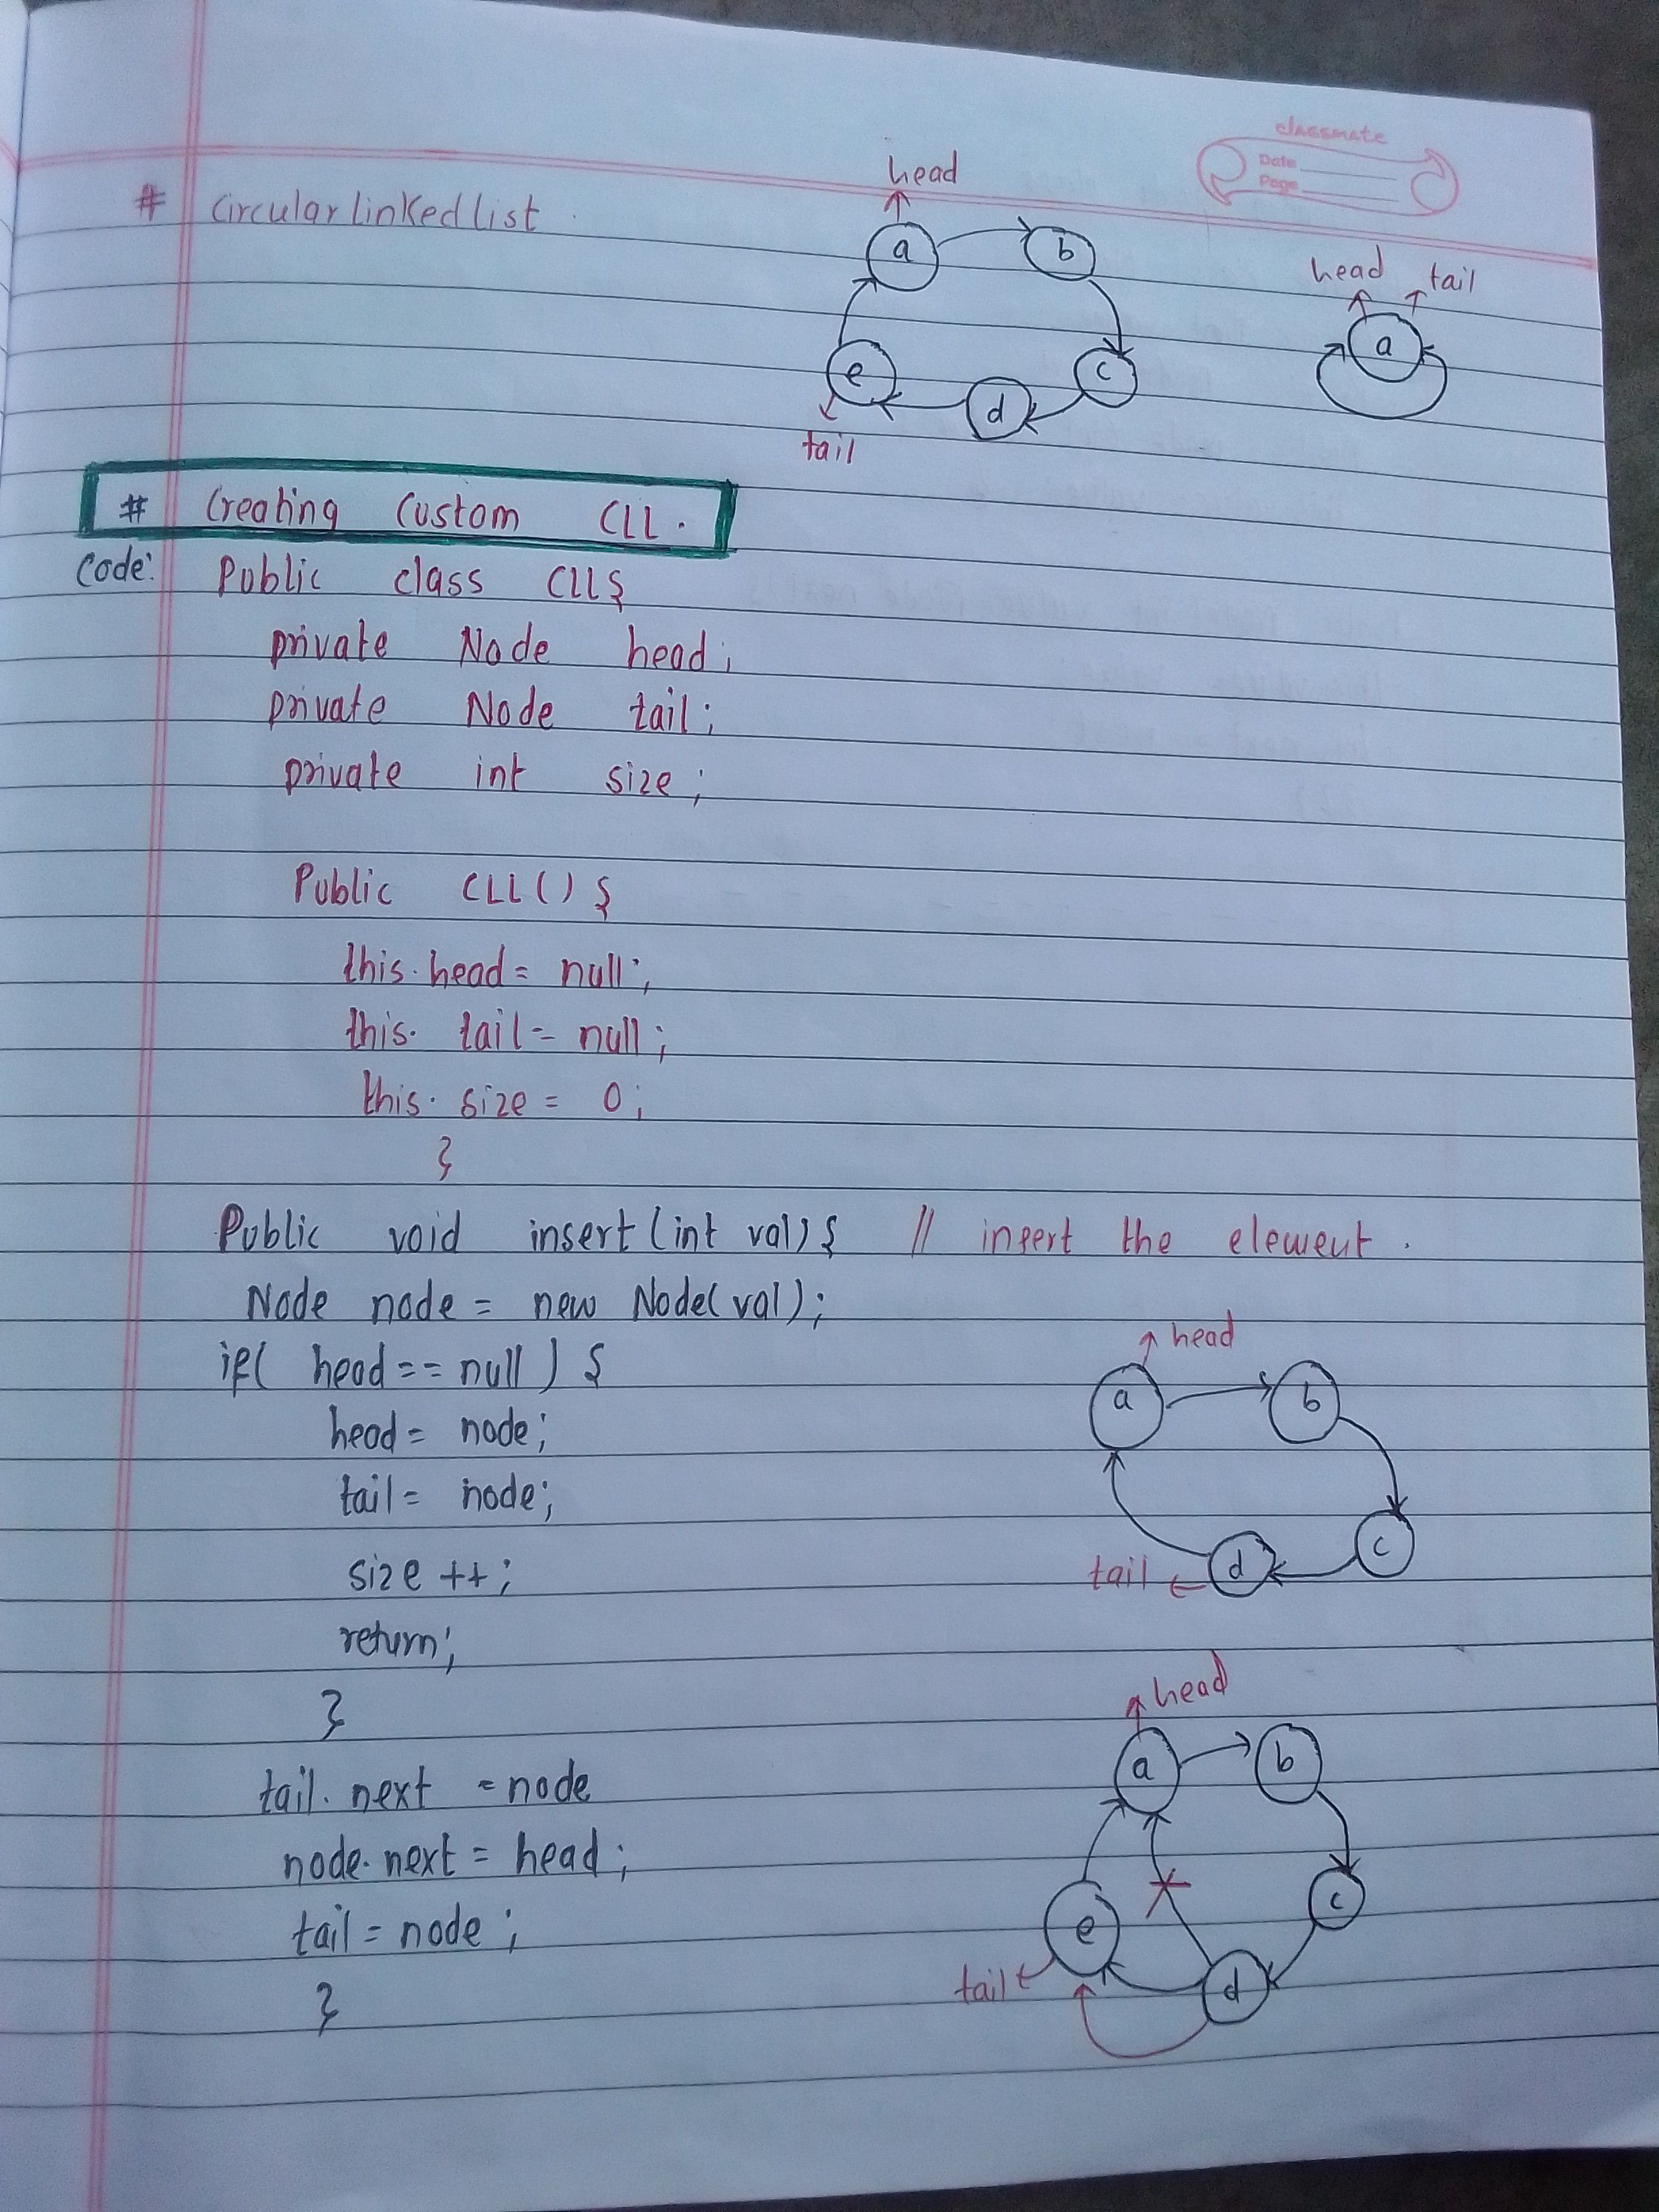 classmate
Date
Page
# Circular linked list.
head
a b
head tail
a
e d c
tail
# Creating Custom CLL.
Code: Public class CLL{
private Node head;
private Node tail;
private int size;
Public CLL() {
this.head = null;
this.tail = null;
this.size = 0;
}
Public void insert(int val) { // insert the element.
Node node = new Node(val);
if( head == null ) {
head = node;
tail = node;
size ++;
return;
}
head
a b
tail d c
tail.next = node
node.next = head;
tail = node;
}
head
a b
e c
tail d